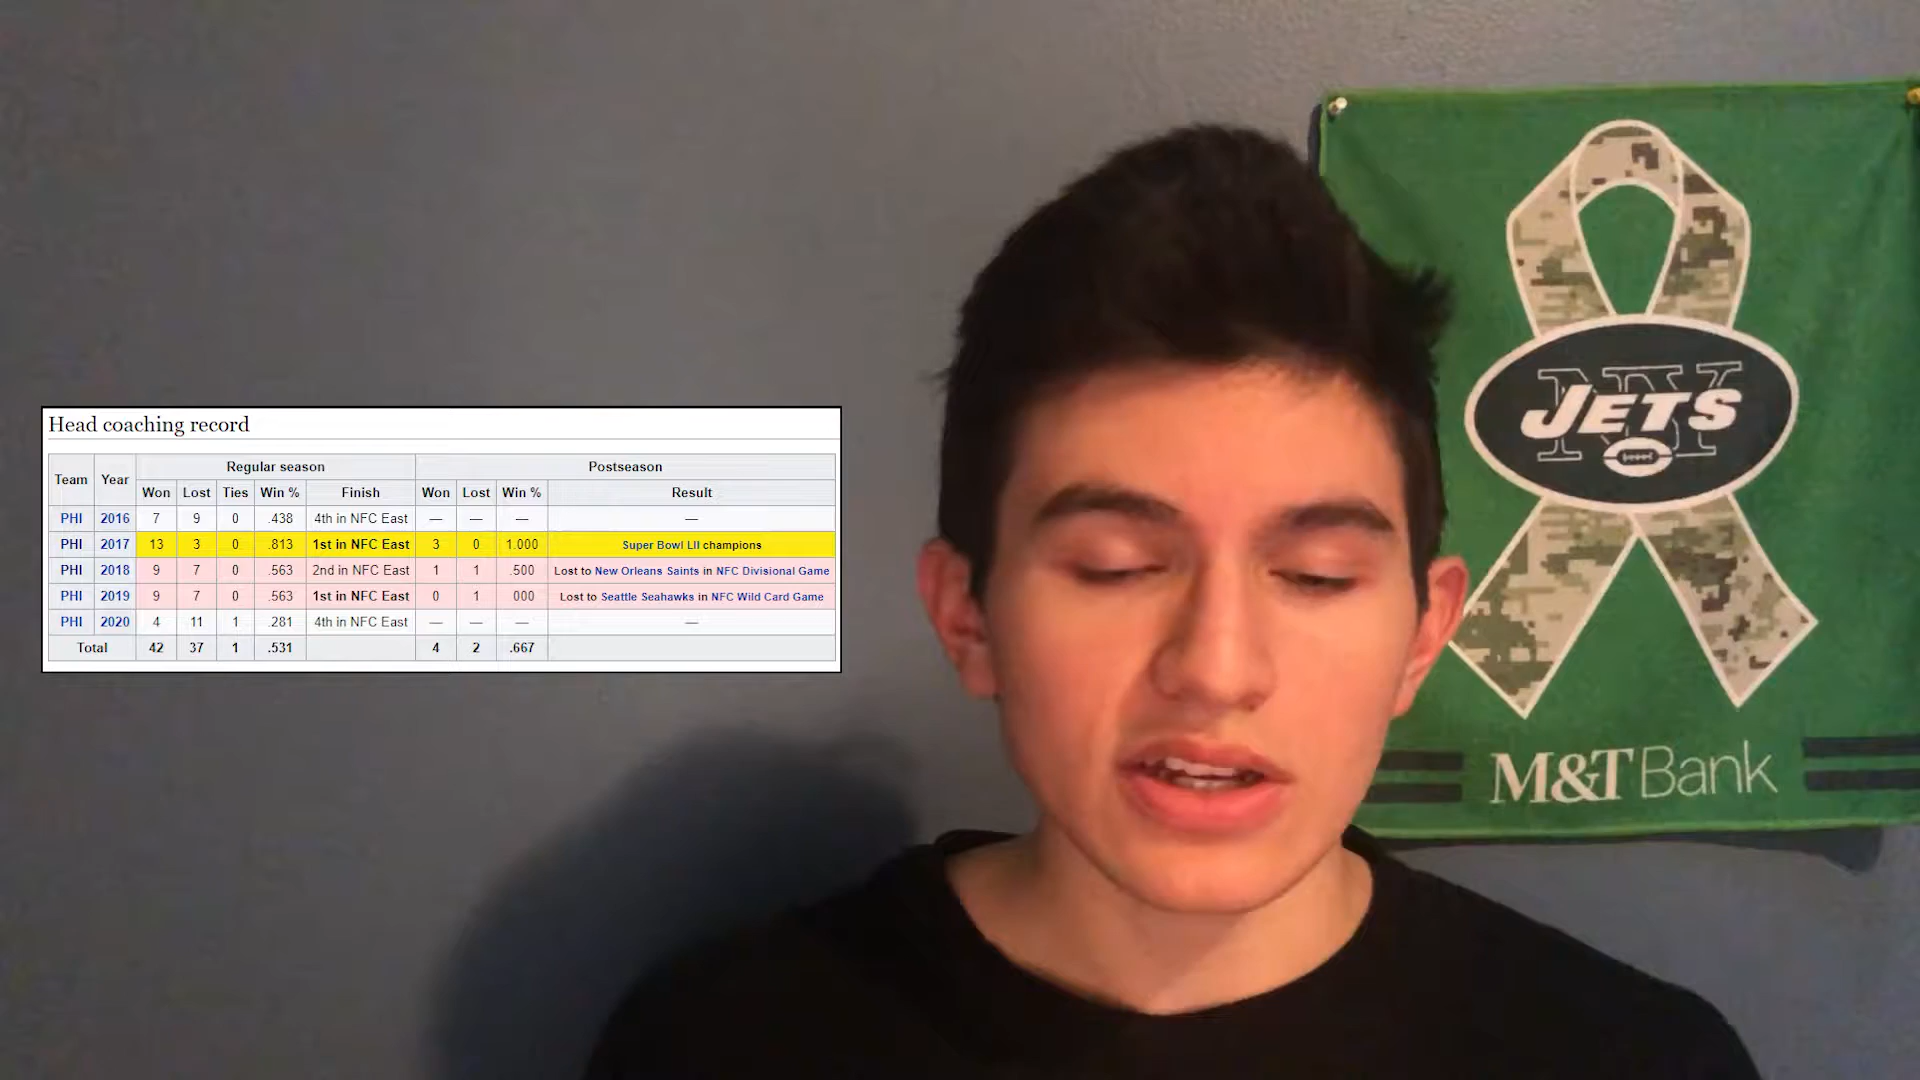 Head coaching record
Team Year Regular season Postseason
Won Lost Ties Win % Finish Won Lost Win % Result
PHI 2016 7 9 0 .438 4th in NFC East — — — —
PHI 2017 13 3 0 .813 1st in NFC East 3 0 1.000 Super Bowl LII champions
PHI 2018 9 7 0 .563 2nd in NFC East 1 1 .500 Lost to New Orleans Saints in NFC Divisional Game
PHI 2019 9 7 0 .563 1st in NFC East 0 1 000 Lost to Seattle Seahawks in NFC Wild Card Game
PHI 2020 4 11 1 .281 4th in NFC East — — — —
Total 42 37 1 .531 4 2 .667
NY
JETS
M&T Bank